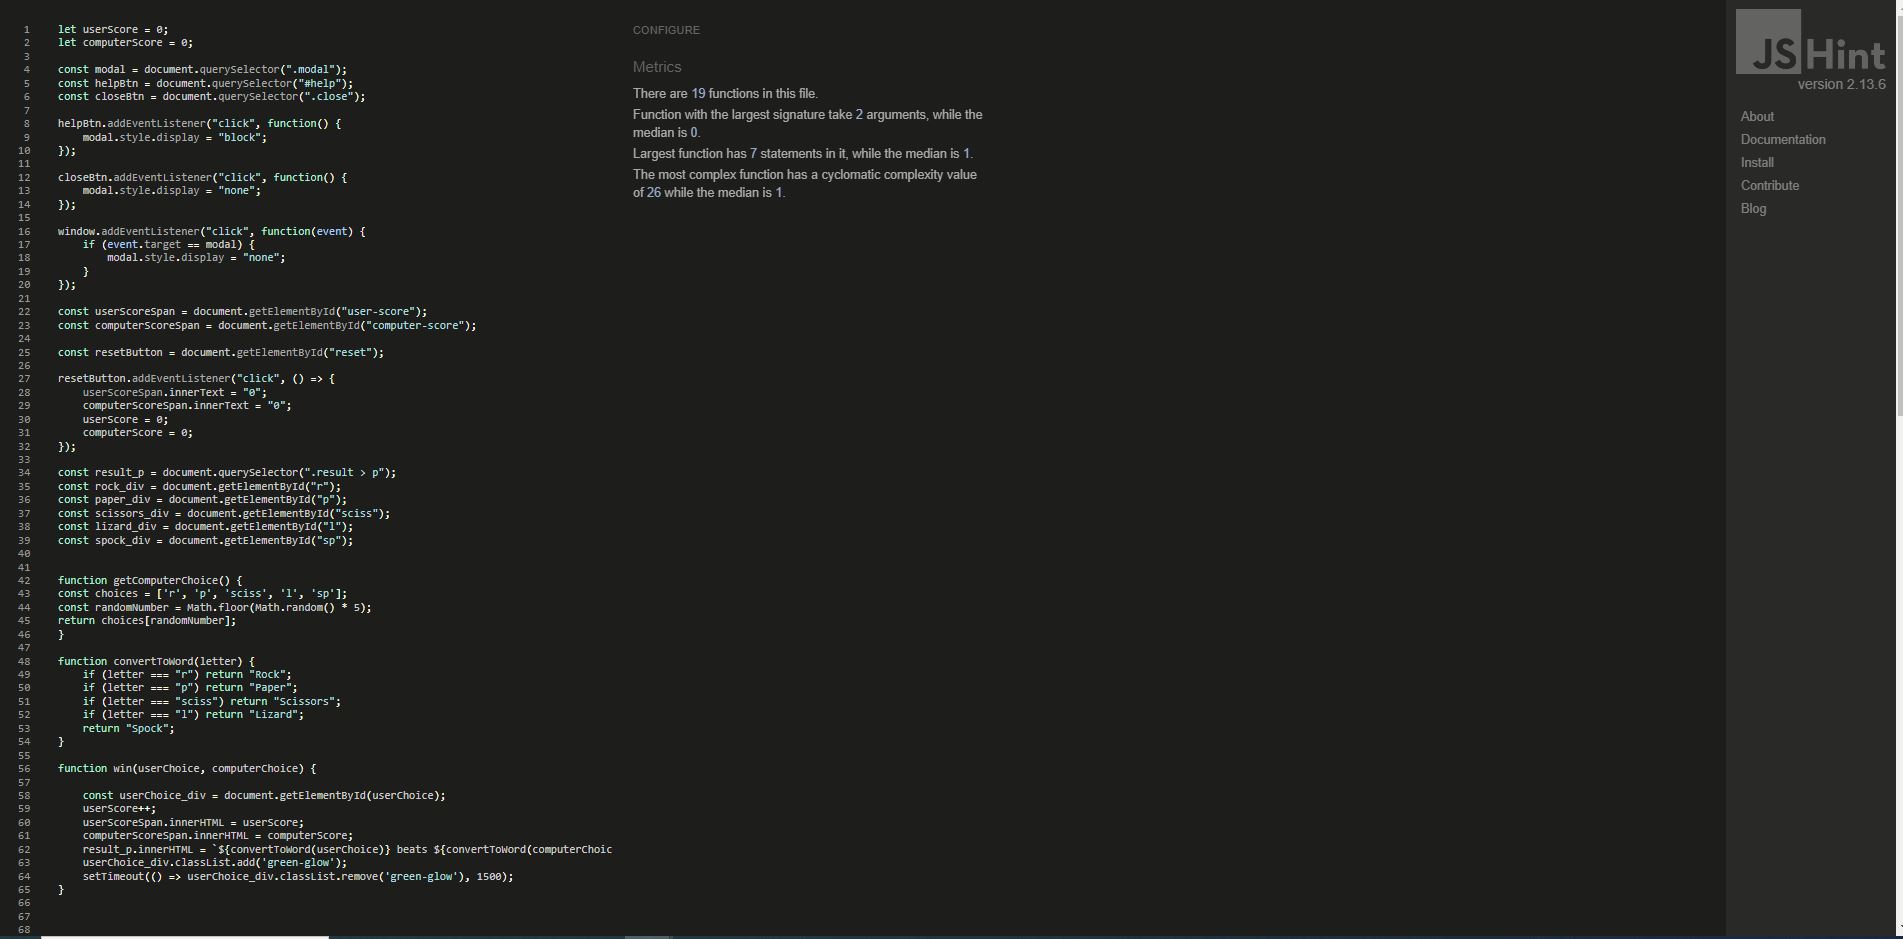 1 let userScore = 0;
2 let computerScore = 0;
3
4 const modal = document.querySelector(".modal");
5 const helpBtn = document.querySelector("#help");
6 const closeBtn = document.querySelector(".close");
7
8 helpBtn.addEventListener("click", function() {
9 modal.style.display = "block";
10 });
11
12 closeBtn.addEventListener("click", function() {
13 modal.style.display = "none";
14 });
15
16 window.addEventListener("click", function(event) {
17 if (event.target == modal) {
18 modal.style.display = "none";
19 }
20 });
21
22 const userScoreSpan = document.getElementById("user-score");
23 const computerScoreSpan = document.getElementById("computer-score");
24
25 const resetButton = document.getElementById("reset");
26
27 resetButton.addEventListener("click", () => {
28 userScoreSpan.innerText = "0";
29 computerScoreSpan.innerText = "0";
30 userScore = 0;
31 computerScore = 0;
32 });
33
34 const result_p = document.querySelector(".result > p");
35 const rock_div = document.getElementById("r");
36 const paper_div = document.getElementById("p");
37 const scissors_div = document.getElementById("sciss");
38 const lizard_div = document.getElementById("l");
39 const spock_div = document.getElementById("sp");
40
41
42 function getComputerChoice() {
43 const choices = ['r', 'p', 'sciss', 'l', 'sp'];
44 const randomNumber = Math.floor(Math.random() * 5);
45 return choices[randomNumber];
46 }
47
48 function convertToWord(letter) {
49 if (letter === "r") return "Rock";
50 if (letter === "p") return "Paper";
51 if (letter === "sciss") return "Scissors";
52 if (letter === "l") return "Lizard";
53 return "Spock";
54 }
55
56 function win(userChoice, computerChoice) {
57
58 const userChoice_div = document.getElementById(userChoice);
59 userScore++;
60 userScoreSpan.innerHTML = userScore;
61 computerScoreSpan.innerHTML = computerScore;
62 result_p.innerHTML = `${convertToWord(userChoice)} beats ${convertToWord(computerChoic
63 userChoice_div.classList.add('green-glow');
64 setTimeout(() => userChoice_div.classList.remove('green-glow'), 1500);
65 }
66
67
68
CONFIGURE
Metrics
There are 19 functions in this file.
Function with the largest signature take 2 arguments, while the
median is 0.
Largest function has 7 statements in it, while the median is 1.
The most complex function has a cyclomatic complexity value
of 26 while the median is 1.
JSHint
version 2.13.6
About
Documentation
Install
Contribute
Blog